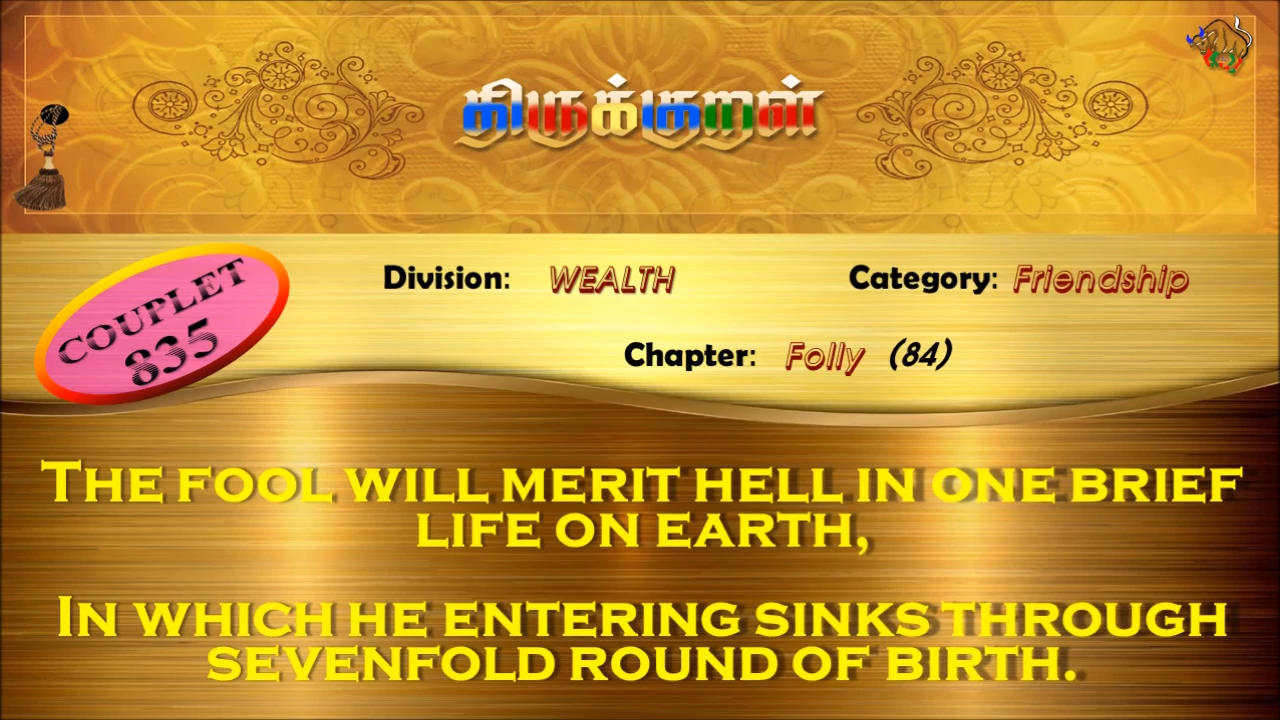 திருக்குறள்
COUPLET
835
Division: WEALTH Category: Friendship
Chapter: Folly (84)
THE FOOL WILL MERIT HELL IN ONE BRIEF
LIFE ON EARTH,
IN WHICH HE ENTERING SINKS THROUGH
SEVENFOLD ROUND OF BIRTH.